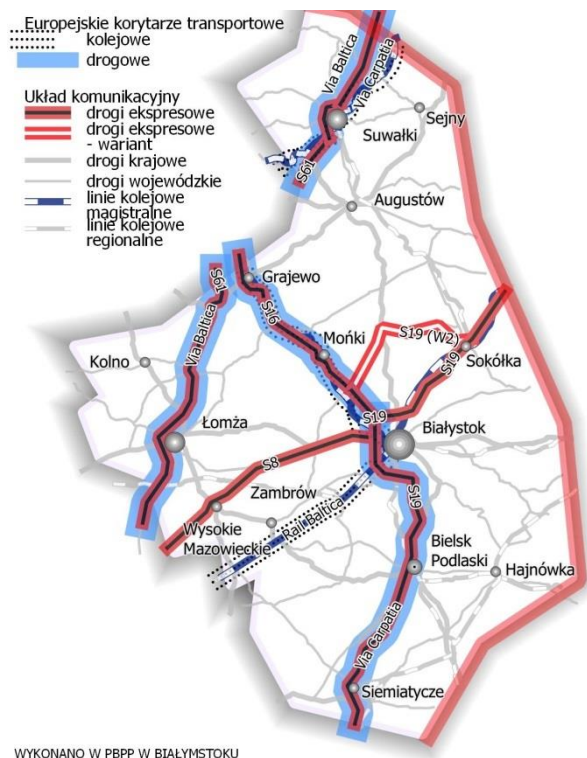 Europejskie korytarze transportowe
kolejowe
drogowe
Układ komunikacyjny
drogi ekspresowe
drogi ekspresowe
- wariant
drogi krajowe
drogi wojewódzkie
linie kolejowe
magistralne
linie kolejowe
regionalne
Via Baltica
Via Carpatia
Sejny
Suwałki
S61
Augustów
S61
Grajewo
S16
Via Baltica
Mońki
S19 (W2)
Kolno
S19
Sokółka
S19
Łomża
Białystok
S8
S19
Zambrów
Rail Baltica
Wysokie
Mazowieckie
Bielsk
Podlaski
Hajnówka
Via Carpatia
Siemiatycze
WYKONANO W PBPP W BIAŁYMSTOKU